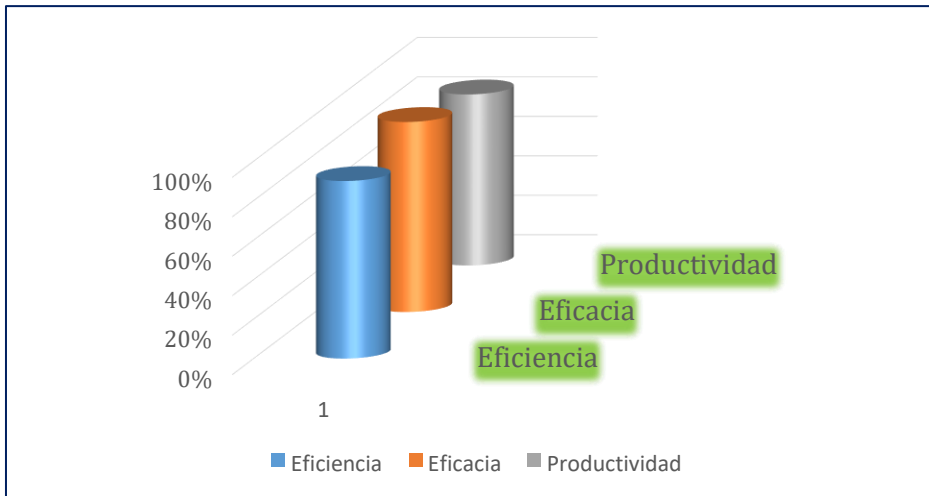 100%
80%
60%
40%
20%
0%
Productividad
Eficacia
Eficiencia
1
Eficiencia Eficacia Productividad